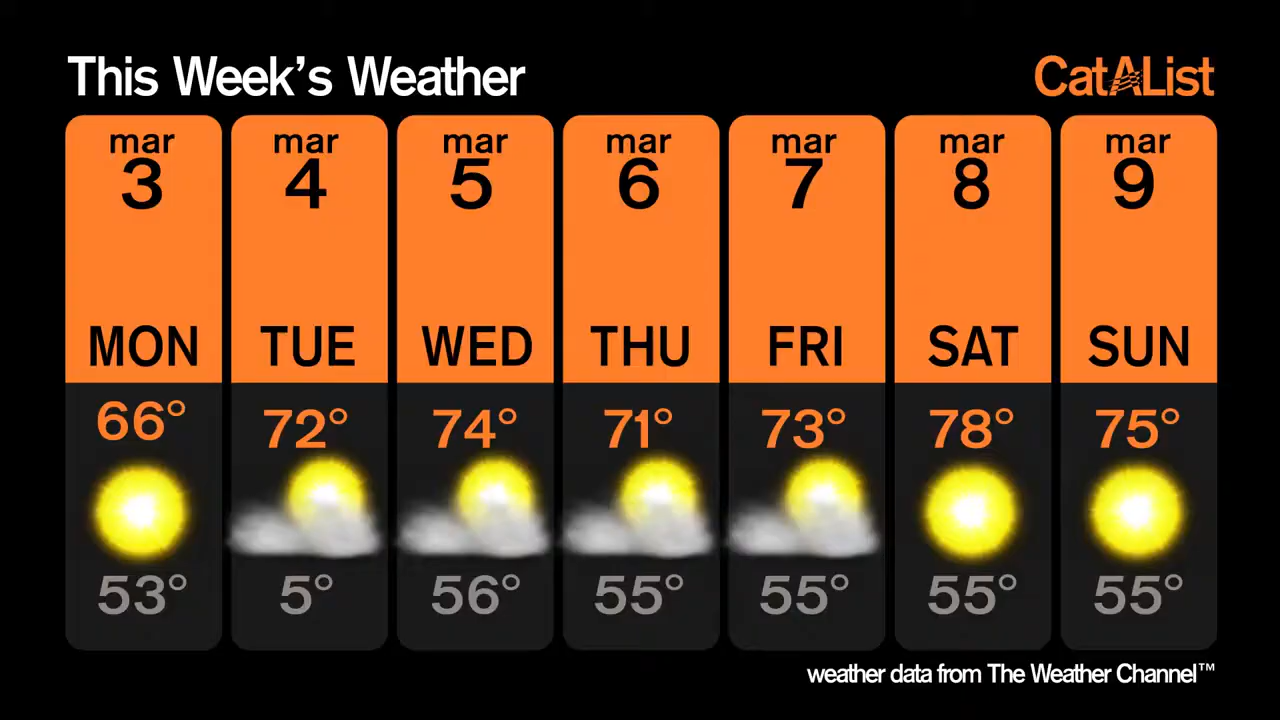 This Week's Weather
CatAList
mar mar mar mar mar mar mar
3 4 5 6 7 8 9
MON TUE WED THU FRI SAT SUN
66° 72° 74° 71° 73° 78° 75°
53° 5° 56° 55° 55° 55° 55°
weather data from The Weather Channel™